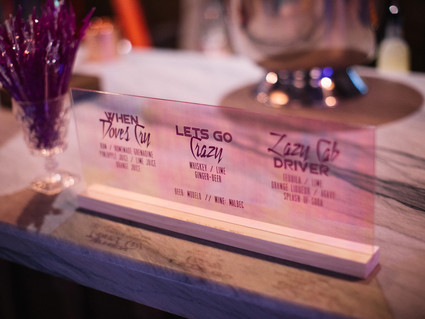 WHEN
Doves Cry
RUM / HOMEMADE GRENADINE
PINEAPPLE JUICE / LIME JUICE
ORANGE JUICE
LETS GO
Crazy
WHISKEY / LIME
GINGER-BEER
BEER: MODELO // WINE: MALBEC
Lazy Cab
DRIVER
TEQUILA / LIME
ORANGE LIQUEUR / AGAVE
SPLASH OF SODA